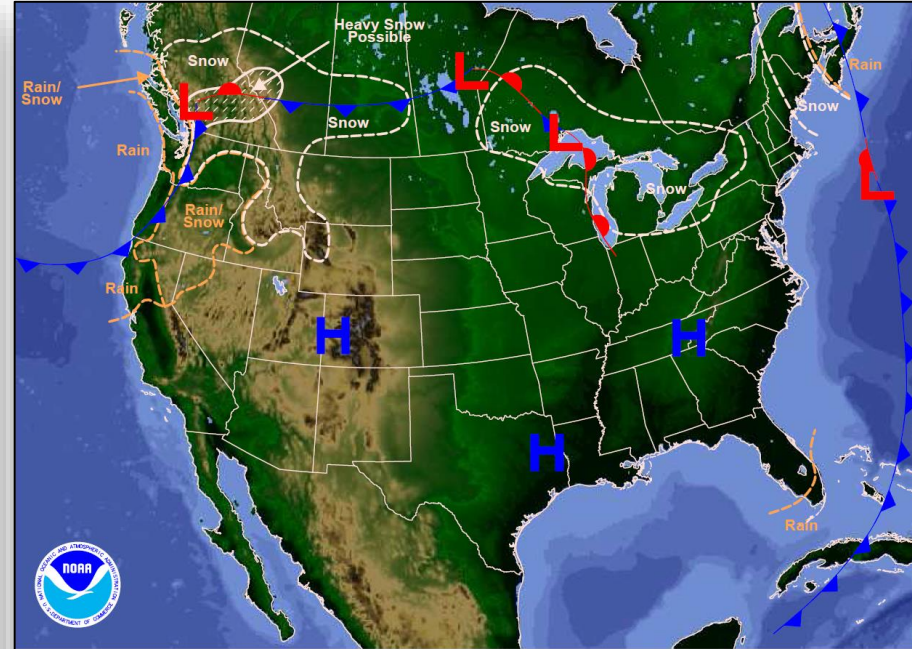 Heavy Snow
Possible
Snow
Rain
Rain/
Snow
L
L
Snow
Snow
Snow
L
Rain
Snow
L
Rain/
Snow
Rain
H
H
H
Rain
NATIONAL OCEANIC AND ATMOSPHERIC ADMINISTRATION
NOAA
U.S. DEPARTMENT OF COMMERCE